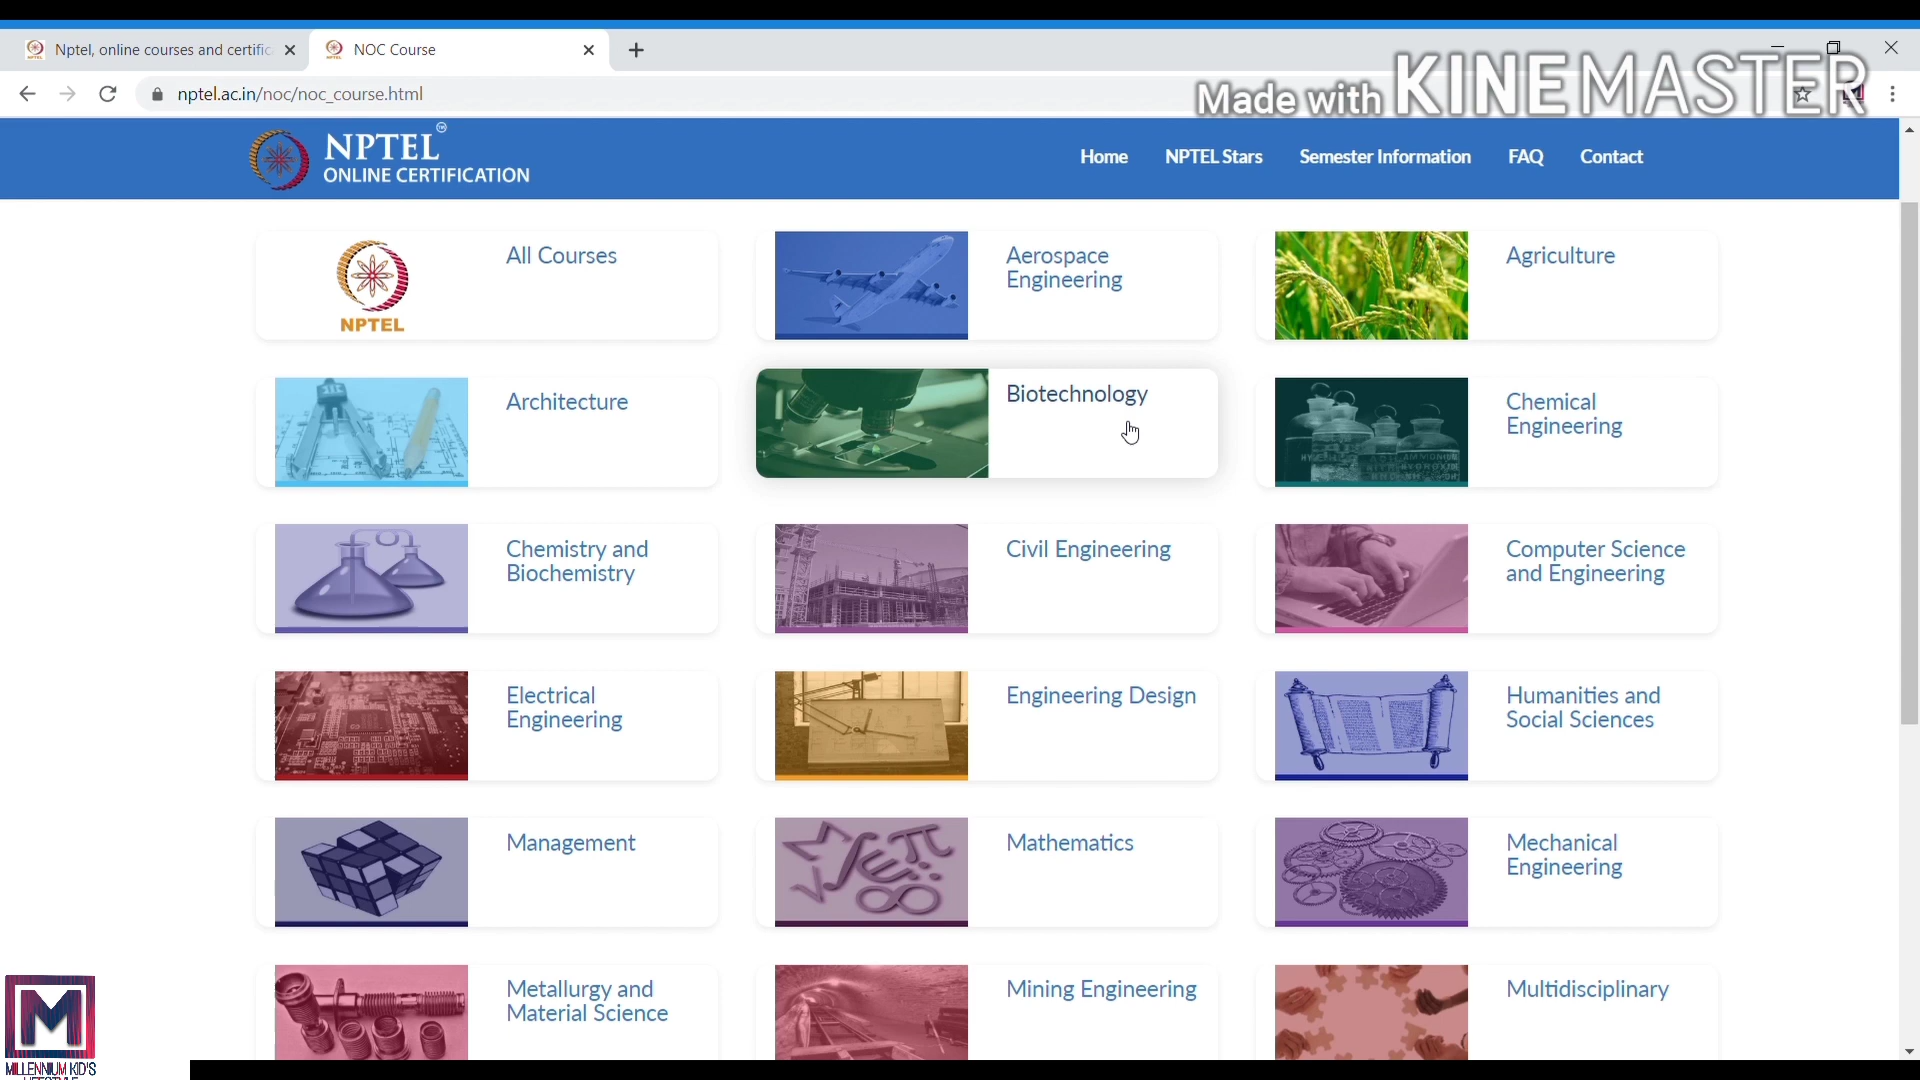 Nptel, online courses and certific
NOC Course
Made with KINEMASTER
nptel.ac.in/noc/noc_course.html
NPTEL
TM
ONLINE CERTIFICATION
Home
NPTEL Stars
Semester Information
FAQ
Contact
NPTEL
All Courses
Aerospace
Engineering
Agriculture
Architecture
Biotechnology
Chemical
Engineering
Chemistry and
Biochemistry
Civil Engineering
Computer Science
and Engineering
Electrical
Engineering
Engineering Design
Humanities and
Social Sciences
Management
Mathematics
Mechanical
Engineering
Metallurgy and
Material Science
Mining Engineering
Multidisciplinary
M
MILLENNIUM KID'S
LIFESTYLE